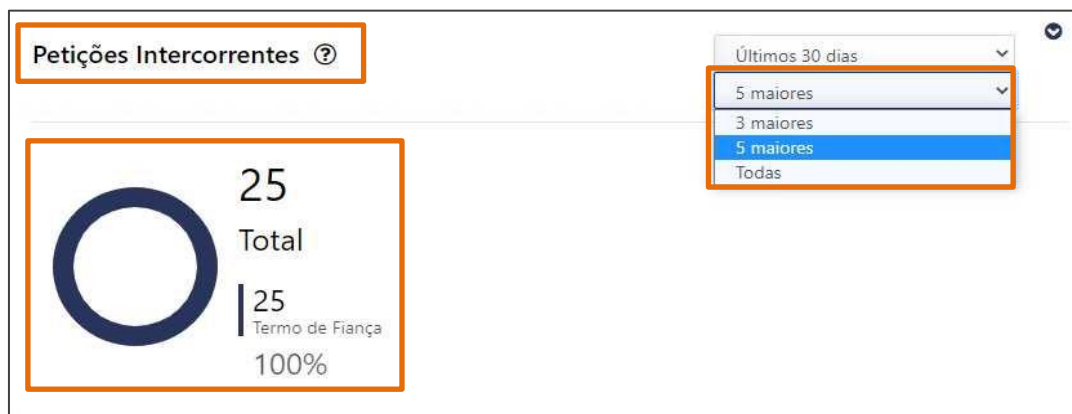 Petições Intercorrentes ?
Últimos 30 dias
5 maiores
3 maiores
5 maiores
Todas
25
Total
25
Termo de Fiança
100%